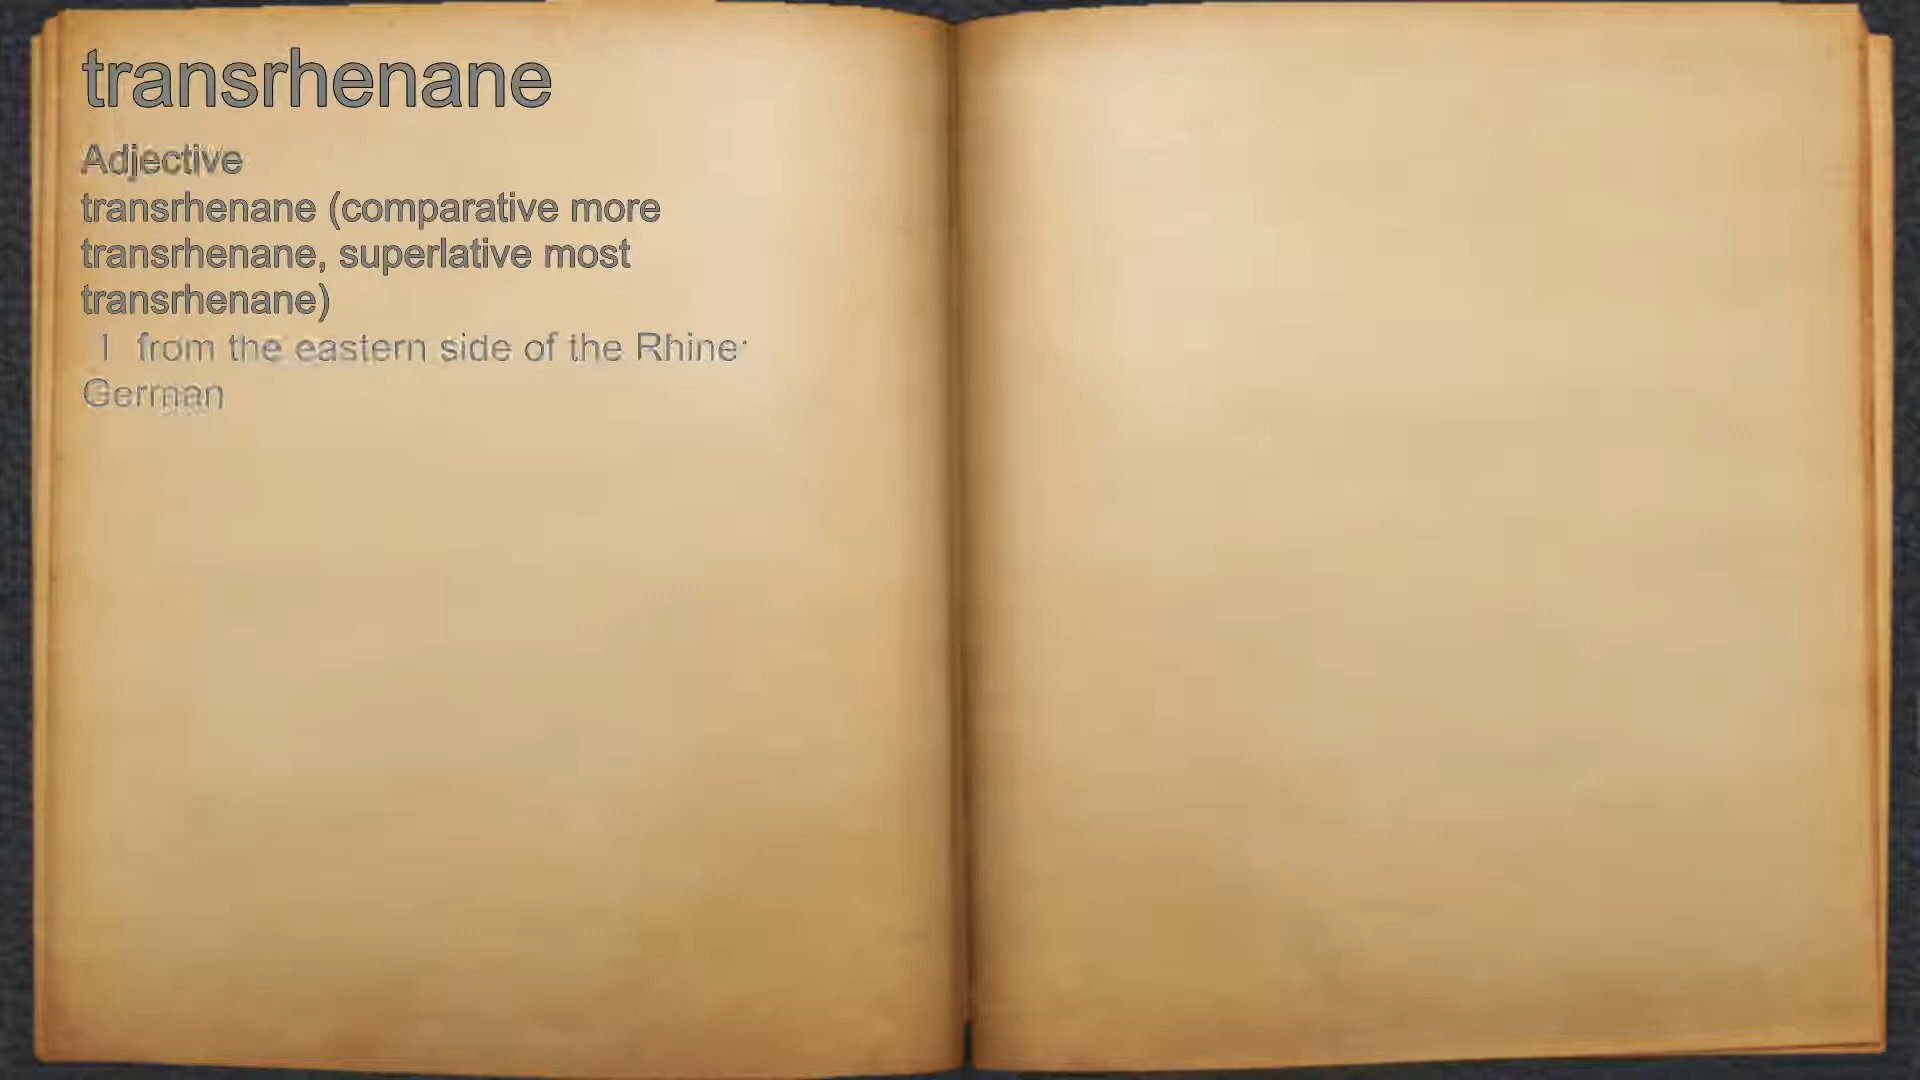 transrhenane
Adjective
transrhenane (comparative more
transrhenane, superlative most
transrhenane)
1 from the eastern side of the Rhine:
German